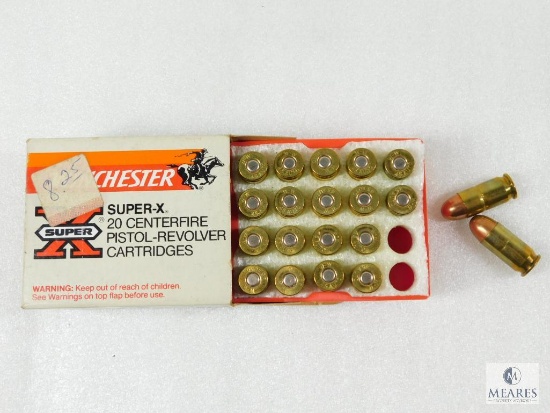 8.25
CHESTER
SUPER-X®
20 CENTERFIRE
PISTOL-REVOLVER
CARTRIDGES
SUPER
X
WARNING: Keep out of reach of children.
See Warnings on top flap before use.
M
MEARES